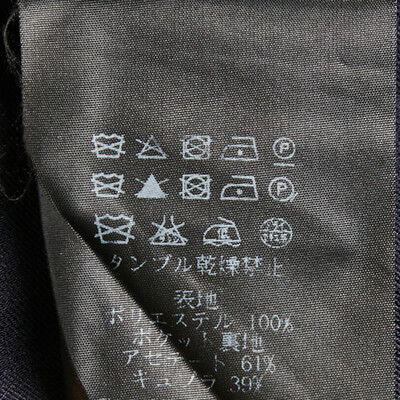 P
P
低
タンブル乾燥禁止
表地
ポリエステル 100%
ポケット裏地
アセテート 61%
キュプラ 39%